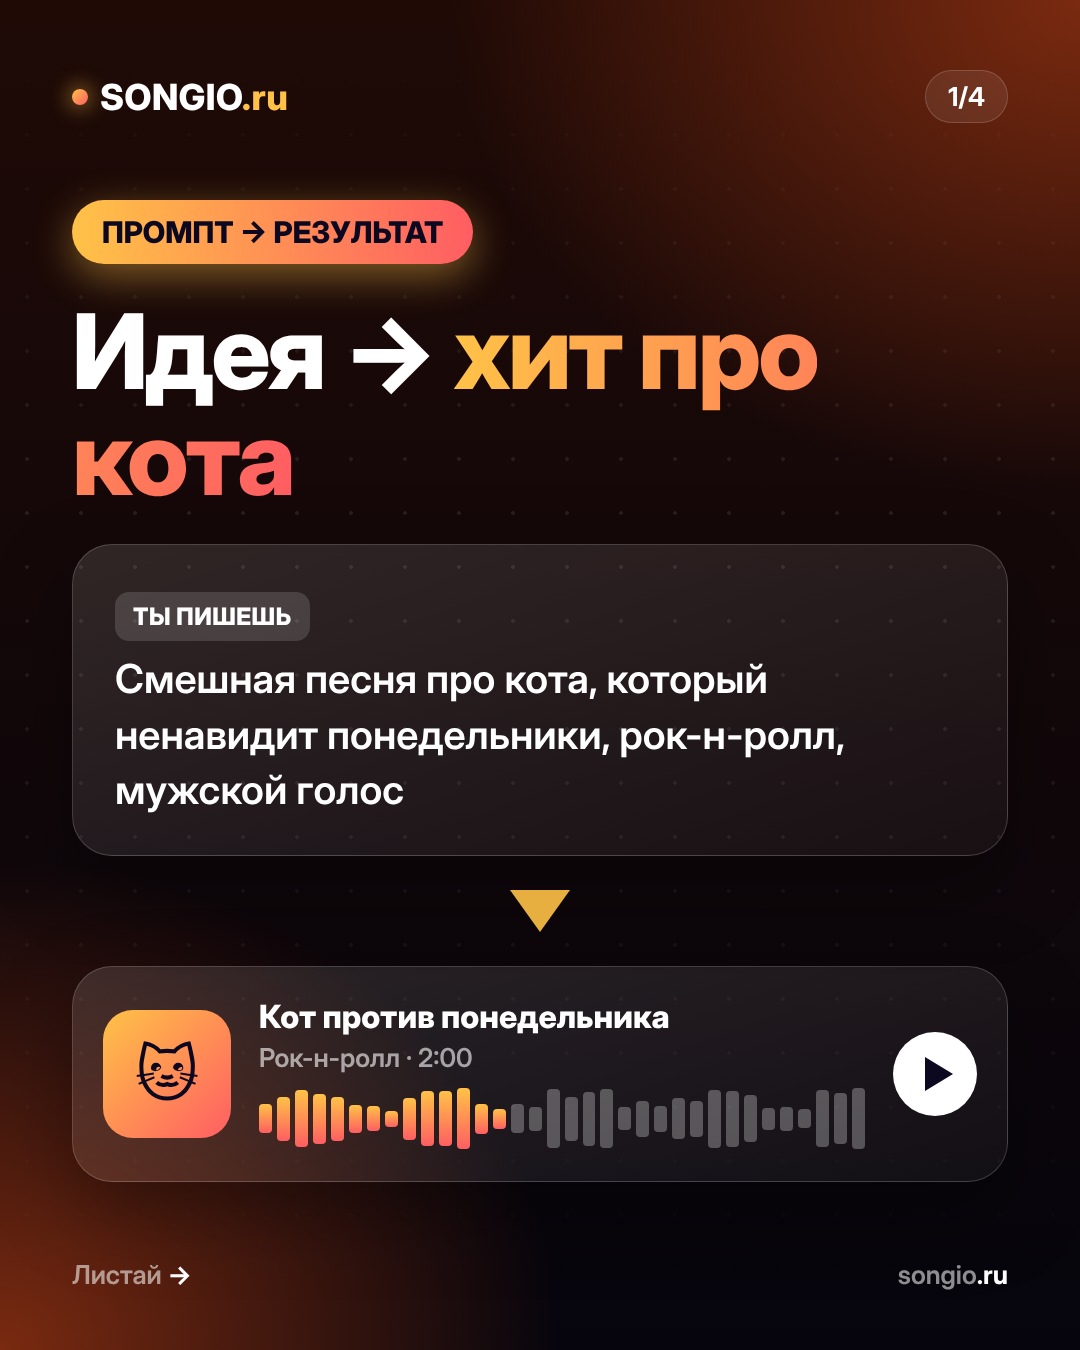 SONGIO.ru
1/4
ПРОМПТ → РЕЗУЛЬТАТ
Идея → хит про
кота
ТЫ ПИШЕШЬ
Смешная песня про кота, который
ненавидит понедельники, рок-н-ролл,
мужской голос
Кот против понедельника
Рок-н-ролл · 2:00
Листай →
songio.ru